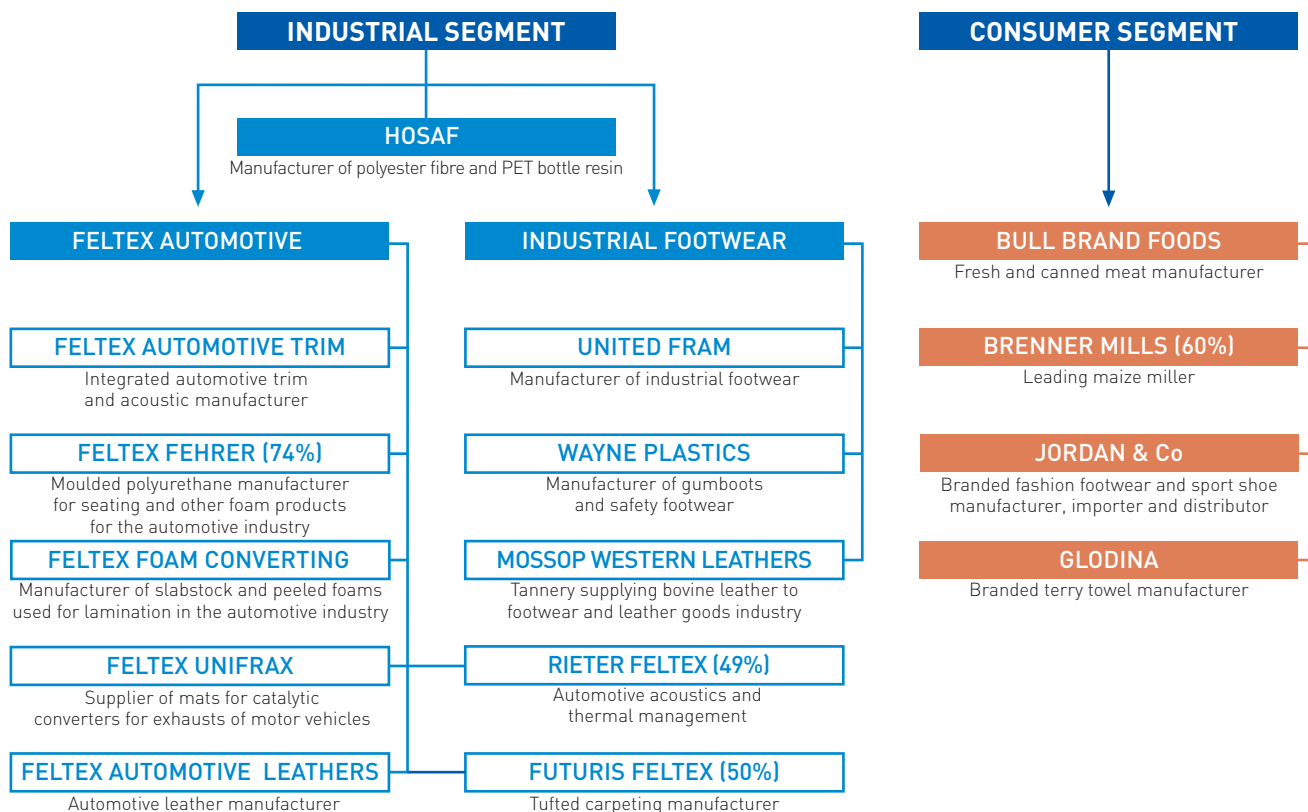 INDUSTRIAL SEGMENT
CONSUMER SEGMENT
HOSAF
Manufacturer of polyester fibre and PET bottle resin
FELTEX AUTOMOTIVE
FELTEX AUTOMOTIVE TRIM
Integrated automotive trim
and acoustic manufacturer
FELTEX FEHRER (74%)
Moulded polyurethane manufacturer
for seating and other foam products
for the automotive industry
FELTEX FOAM CONVERTING
Manufacturer of slabstock and peeled foams
used for lamination in the automotive industry
FELTEX UNIFRAX
Supplier of mats for catalytic
converters for exhausts of motor vehicles
FELTEX AUTOMOTIVE LEATHERS
Automotive leather manufacturer
INDUSTRIAL FOOTWEAR
UNITED FRAM
Manufacturer of industrial footwear
WAYNE PLASTICS
Manufacturer of gumboots
and safety footwear
MOSSOP WESTERN LEATHERS
Tannery supplying bovine leather to
footwear and leather goods industry
RIETER FELTEX (49%)
Automotive acoustics and
thermal management
FUTURIS FELTEX (50%)
Tufted carpeting manufacturer
BULL BRAND FOODS
Fresh and canned meat manufacturer
BRENNER MILLS (60%)
Leading maize miller
JORDAN & Co
Branded fashion footwear and sport shoe
manufacturer, importer and distributor
GLODINA
Branded terry towel manufacturer